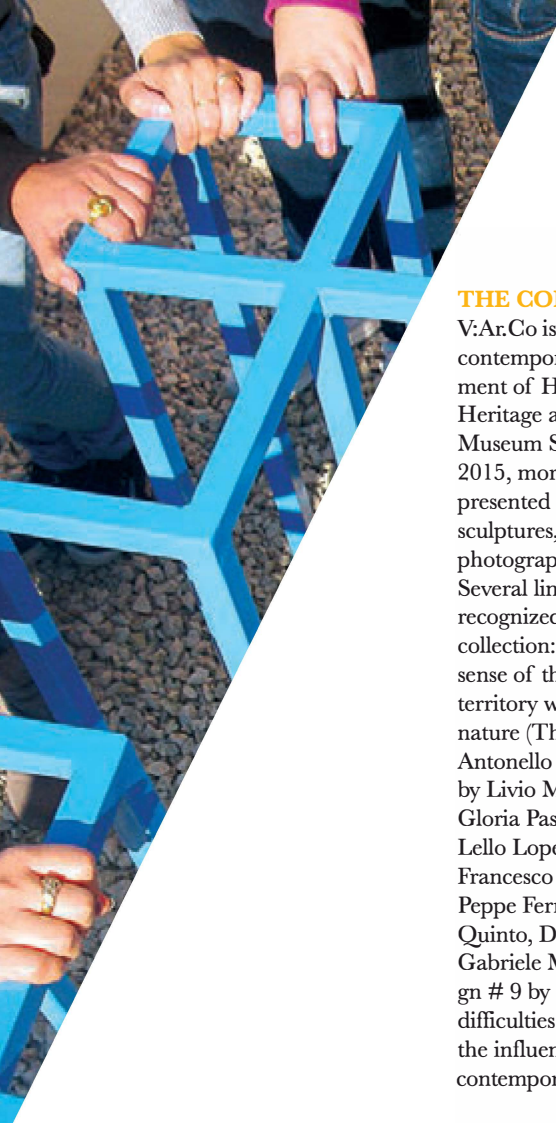 THE CO
V:Ar.Co is
contempor
ment of H
Heritage a
Museum S
2015, mor
presented
sculptures,
photograp
Several lin
recognized
collection:
sense of th
territory w
nature (Th
Antonello
by Livio M
Gloria Pas
Lello Lope
Francesco
Peppe Fer
Quinto, D
Gabriele M
gn # 9 by
difficulties
the influen
contempor